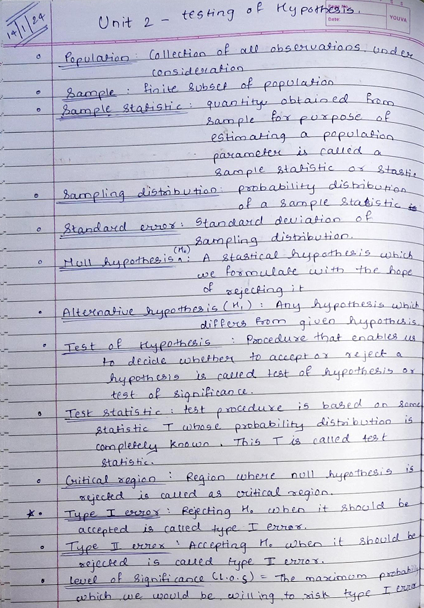 14/1/24
Unit 2 - testing of Hypothesis.
Date:
YOUVA
Population : Collection of all observations under
consideration
Sample : finite subset of population
Sample statistic : quantity obtained from
sample for purpose of
estimating a population
parameter is called a
sample statistic or
Sampling distribution : probability distribution
of a sample statistic
Standard error : Standard deviation of
sampling distribution.
Null hypothesis (H₀) : A stastical hypothesis which
we formulate with the hope
of rejecting it
Alternative hypothesis (H₁) : Any hypothesis which
differs from given hypothesis
Test of Hypothesis : Procedure that enables us
to decide whether to accept or reject a
hypothesis is called test of hypothesis or
test of significance.
Test statistic : test procedure is based on some
statistic T whose probability distribution is
completely known. This T is called test
statistic.
Critical region : Region where null hypothesis is
rejected is called as critical region.
Type I error : Rejecting H₀ when it should be
accepted is called type I error.
Type II error : Accepting H₀ when it should be
rejected is called type II error.
level of significance (L.O.S) = The maximum
which we would be willing to risk type I